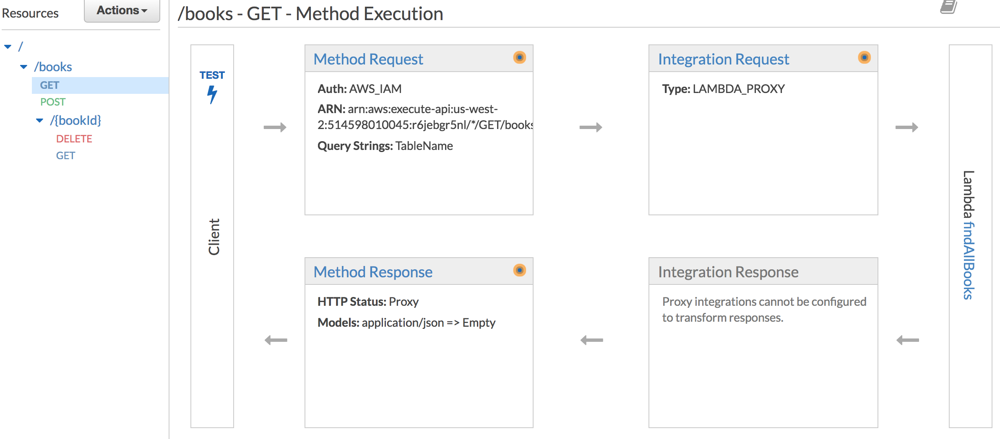 Resources
Actions
/
/books
GET
POST
/{bookId}
DELETE
GET
/books - GET - Method Execution
TEST
Client
Method Request
Auth: AWS_IAM
ARN: arn:aws:execute-api:us-west-
2:514598010045:r6jebgr5nl/*/GET/books
Query Strings: TableName
Integration Request
Type: LAMBDA_PROXY
Lambda findAllBooks
Method Response
HTTP Status: Proxy
Models: application/json => Empty
Integration Response
Proxy integrations cannot be configured
to transform responses.